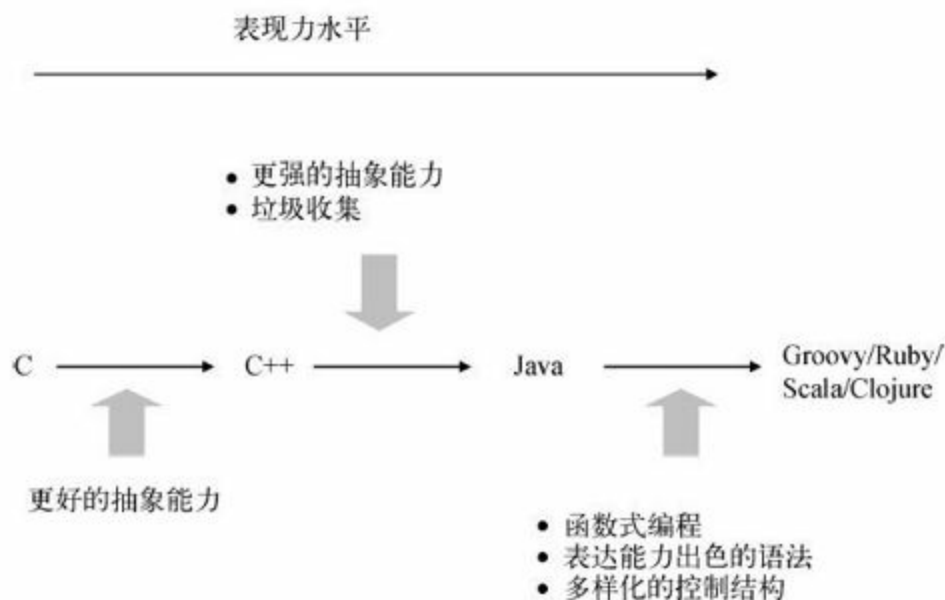 表现力水平
• 更强的抽象能力
• 垃圾收集
C
C++
Java
Groovy/Ruby/
Scala/Clojure
更好的抽象能力
• 函数式编程
• 表达能力出色的语法
• 多样化的控制结构